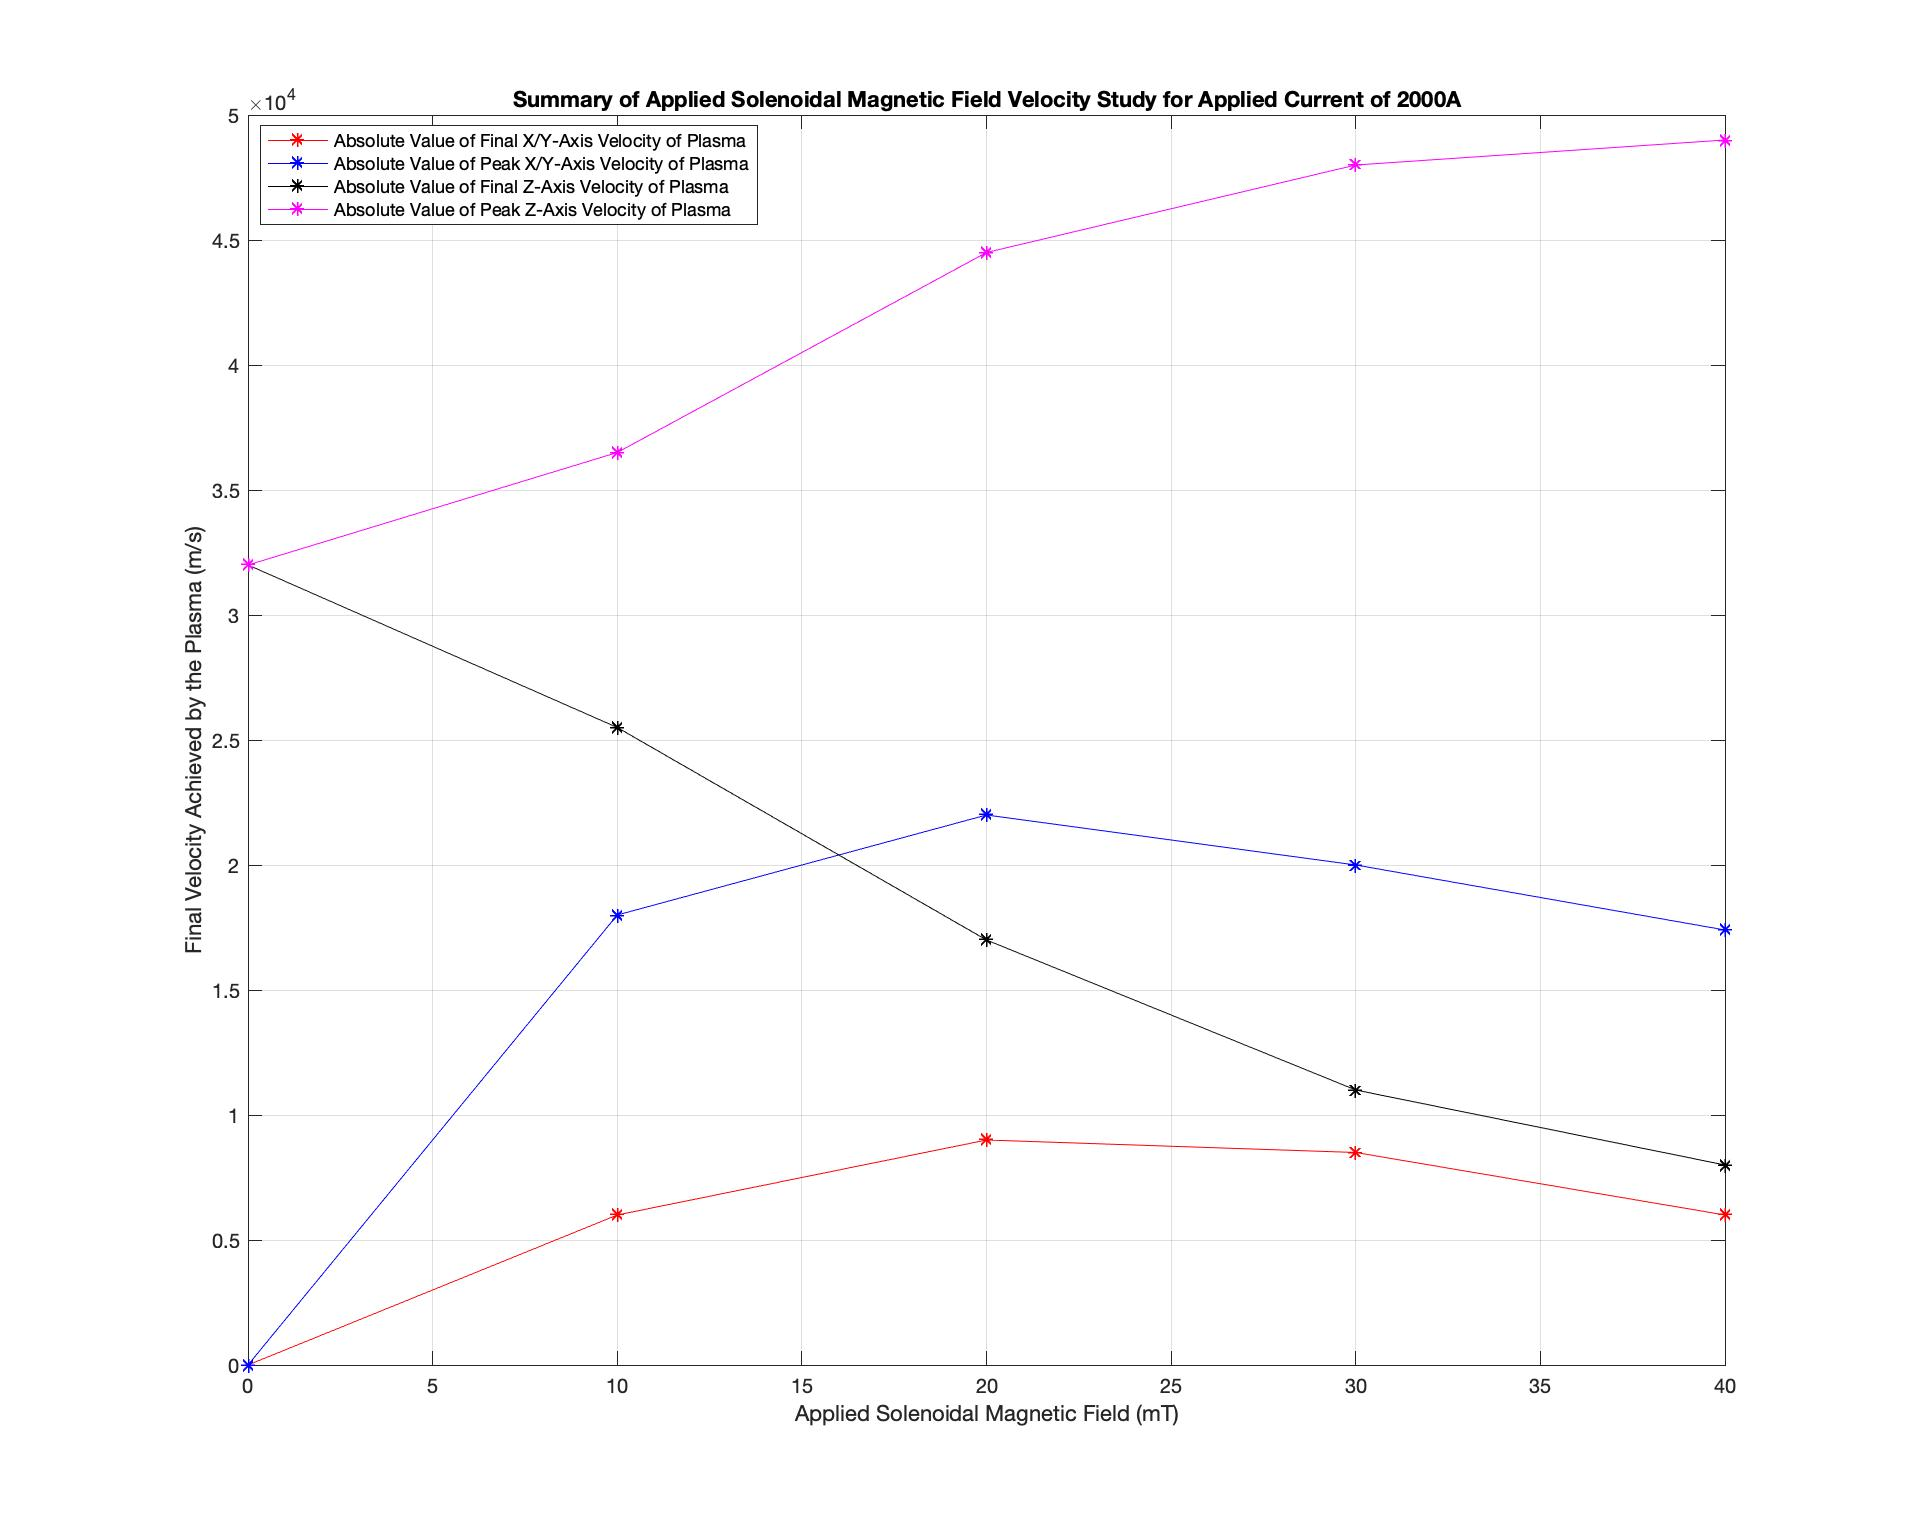 Summary of Applied Solenoidal Magnetic Field Velocity Study for Applied Current of 2000A
×10⁴
Absolute Value of Final X/Y-Axis Velocity of Plasma
Absolute Value of Peak X/Y-Axis Velocity of Plasma
Absolute Value of Final Z-Axis Velocity of Plasma
Absolute Value of Peak Z-Axis Velocity of Plasma
5
4.5
4
3.5
3
2.5
2
1.5
1
0.5
0
Final Velocity Achieved by the Plasma (m/s)
0 5 10 15 20 25 30 35 40
Applied Solenoidal Magnetic Field (mT)